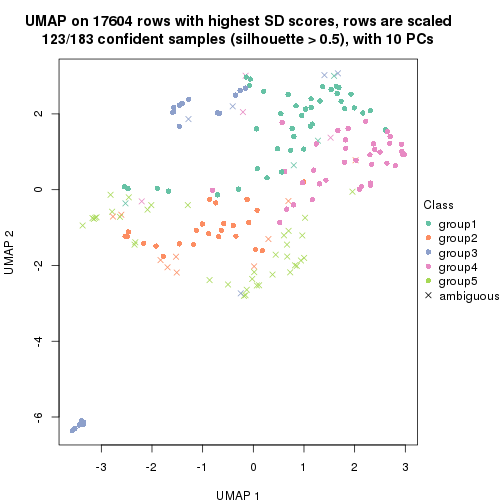 UMAP on 17604 rows with highest SD scores, rows are scaled
123/183 confident samples (silhouette > 0.5), with 10 PCs
2
0
-2
-4
-6
UMAP 2
-3
-2
-1
0
1
2
3
UMAP 1
Class
group1
group2
group3
group4
group5
ambiguous